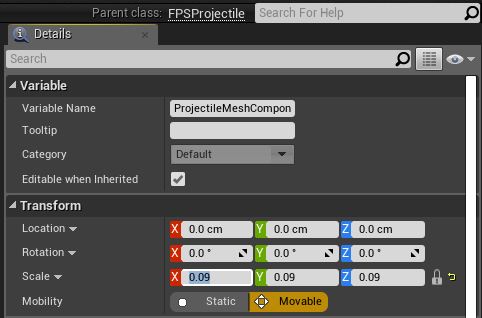 Parent class: FPSProjectile Search For Help
Details
Search
Variable
Variable Name ProjectileMeshCompon
Tooltip
Category Default
Editable when Inherited
Transform
Location X 0.0 cm Y 0.0 cm Z 0.0 cm
Rotation X 0.0 ° Y 0.0 ° Z 0.0 °
Scale X 0.09 Y 0.09 Z 0.09
Mobility Static Movable